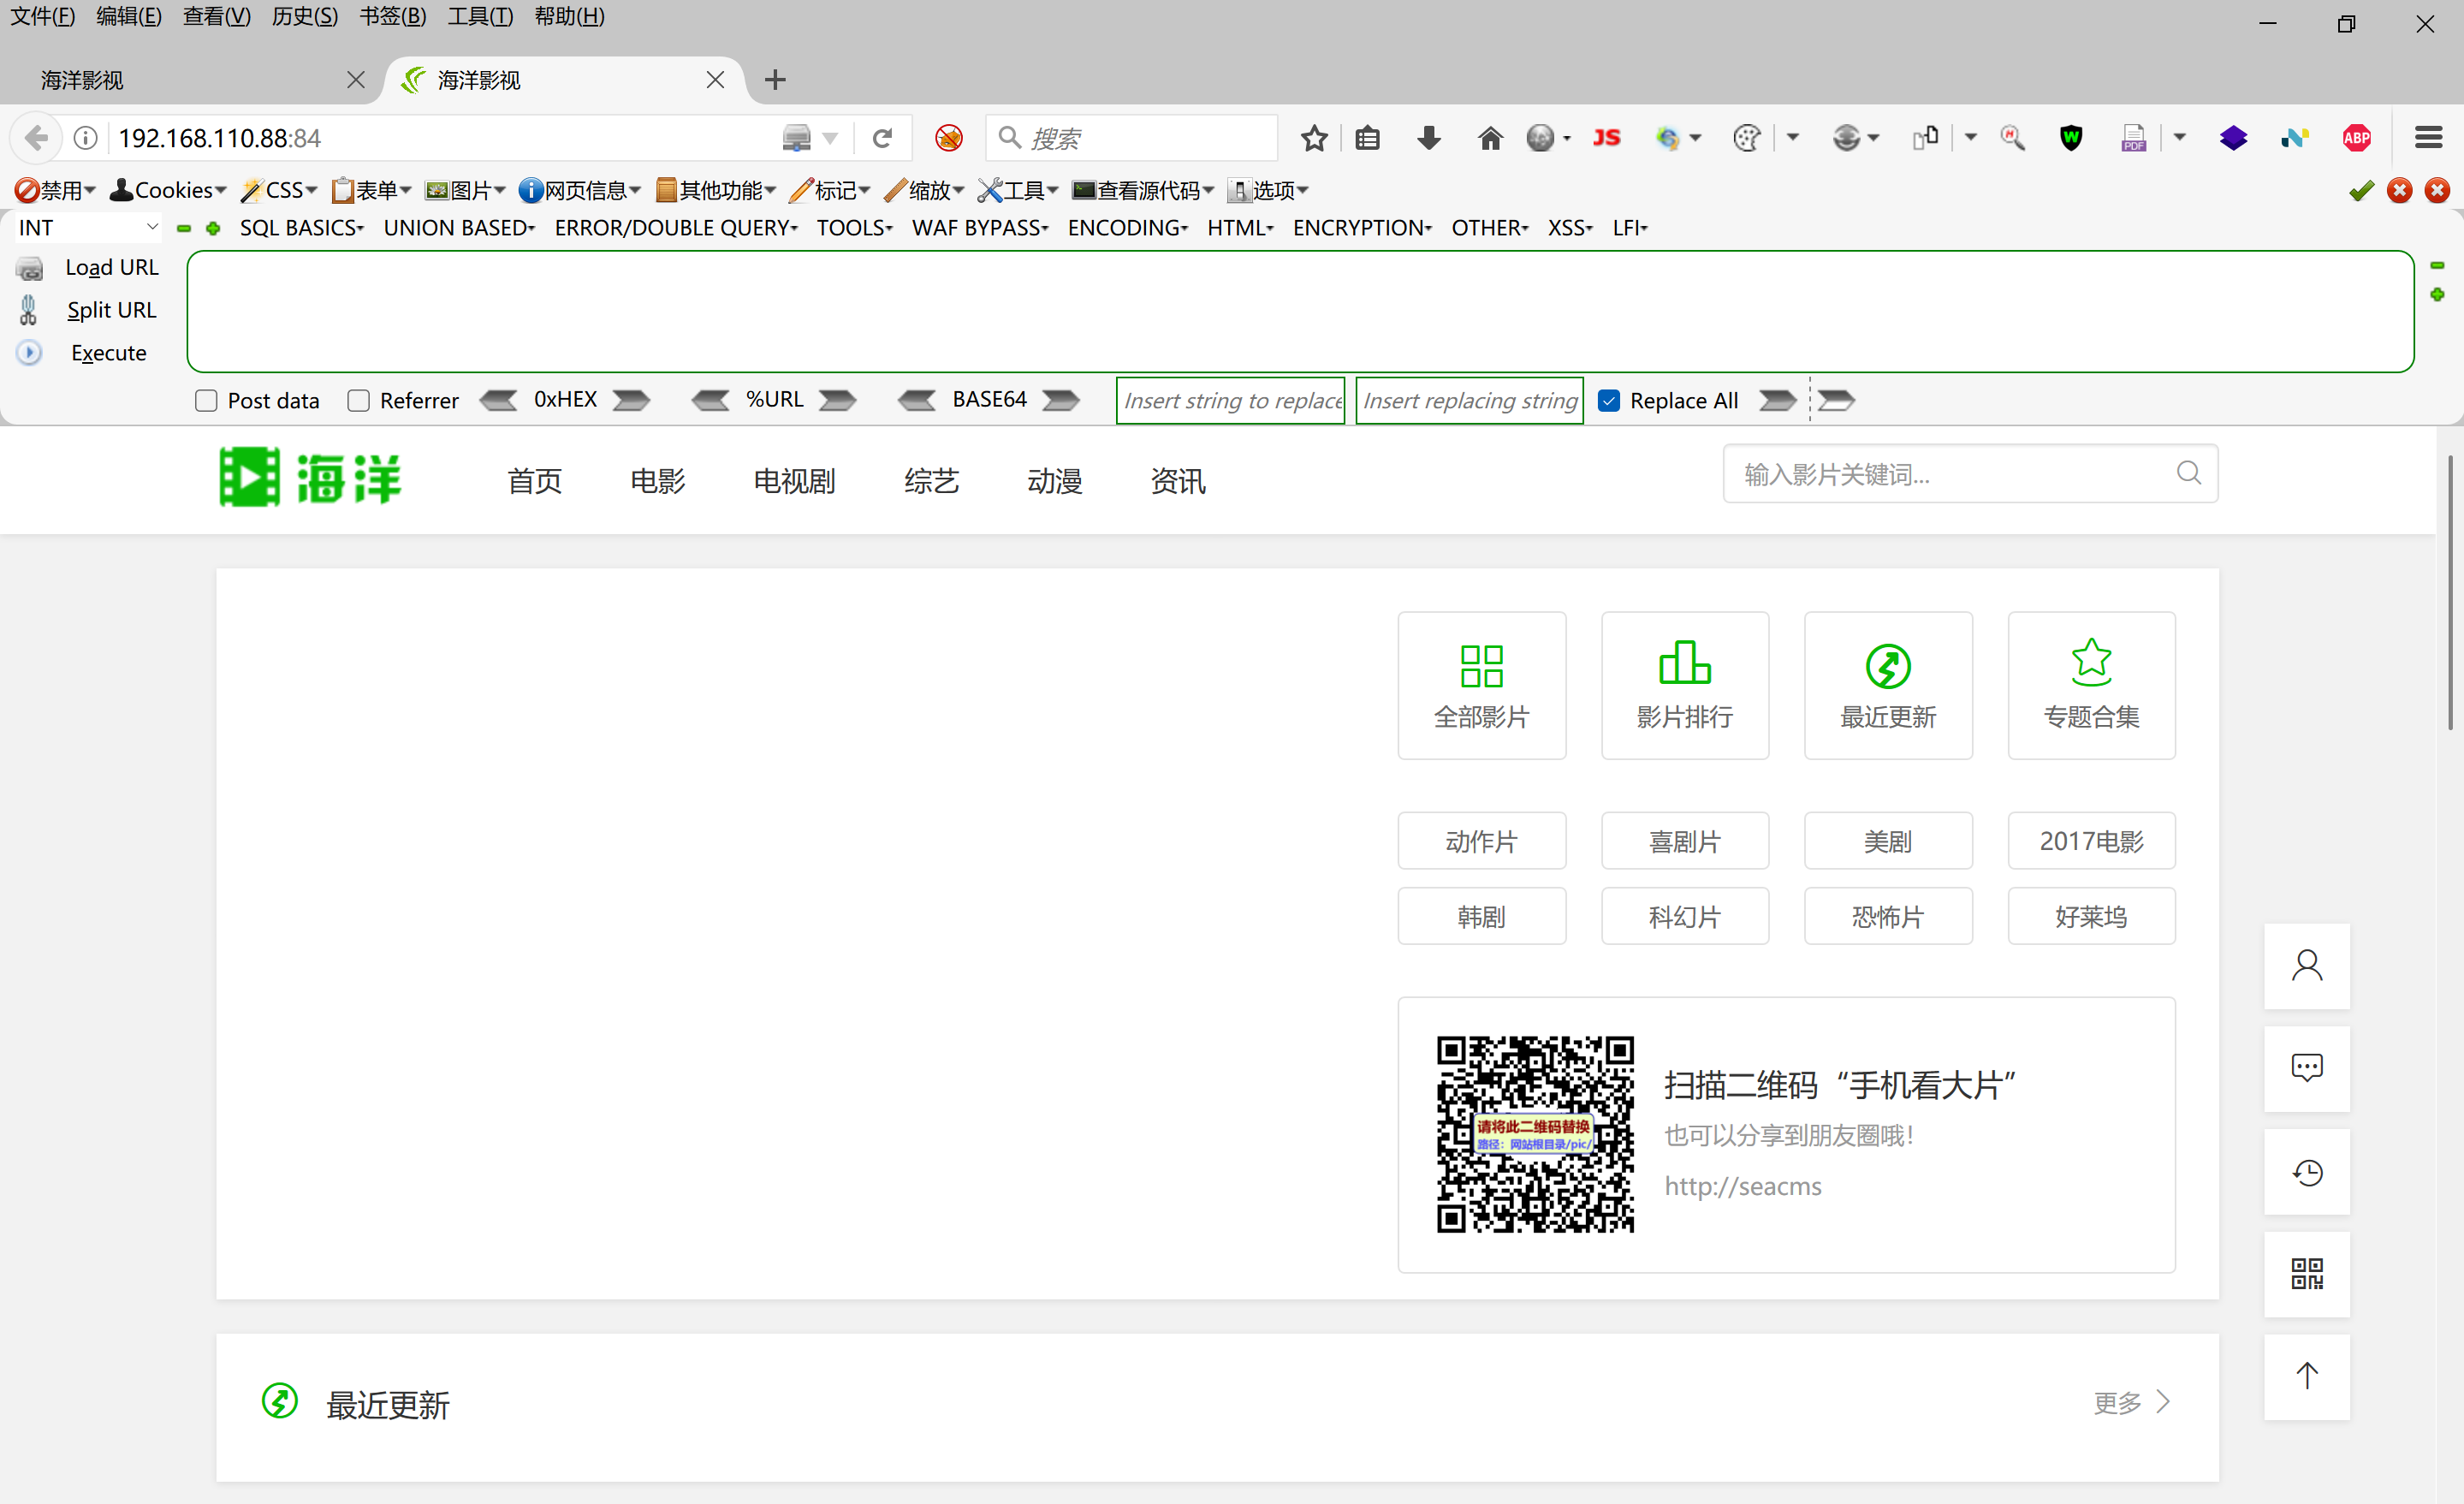 文件(F) 编辑(E) 查看(V) 历史(S) 书签(B) 工具(T) 帮助(H)
海洋影视 海洋影视
192.168.110.88:84 搜索 JS PDF ABP
禁用 Cookies CSS 表单 图片 网页信息 其他功能 标记 缩放 工具 查看源代码 选项
INT SQL BASICS UNION BASED ERROR/DOUBLE QUERY TOOLS WAF BYPASS ENCODING HTML ENCRYPTION OTHER XSS LFI
Load URL
Split URL
Execute
Post data Referrer 0xHEX %URL BASE64 Insert string to replace Insert replacing string Replace All
海洋 首页 电影 电视剧 综艺 动漫 资讯 输入影片关键词...
全部影片 影片排行 最近更新 专题合集
动作片 喜剧片 美剧 2017电影
韩剧 科幻片 恐怖片 好莱坞
请将此二维码替换
路径：网站根目录/pic/
扫描二维码“手机看大片”
也可以分享到朋友圈哦！
http://seacms
最近更新 更多